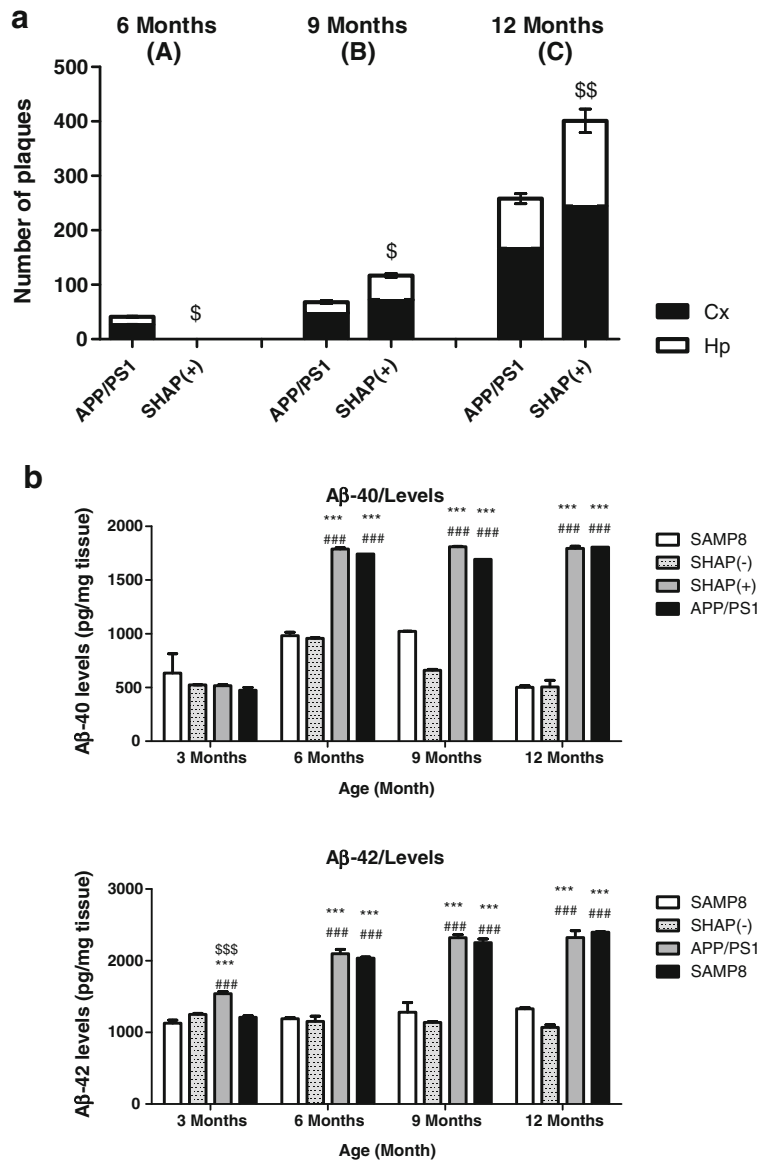 a
6 Months
(A)
9 Months
(B)
12 Months
(C)
Number of plaques
500
400
300
200
100
0
$
$
$$
APP/PS1
SHAP(+)
APP/PS1
SHAP(+)
APP/PS1
SHAP(+)
Cx
Hp
b
Aβ-40/Levels
Aβ-40 levels (pg/mg tissue)
2000
1500
1000
500
0
*** *** *** *** *** ***
### ### ### ### ### ###
3 Months 6 Months 9 Months 12 Months
Age (Month)
SAMP8
SHAP(-)
SHAP(+)
APP/PS1
Aβ-42/Levels
Aβ-42 levels (pg/mg tissue)
3000
2000
1000
0
$$$
***
###
*** *** *** *** *** ***
### ### ### ### ### ###
3 Months 6 Months 9 Months 12 Months
Age (Month)
SAMP8
SHAP(-)
APP/PS1
SAMP8